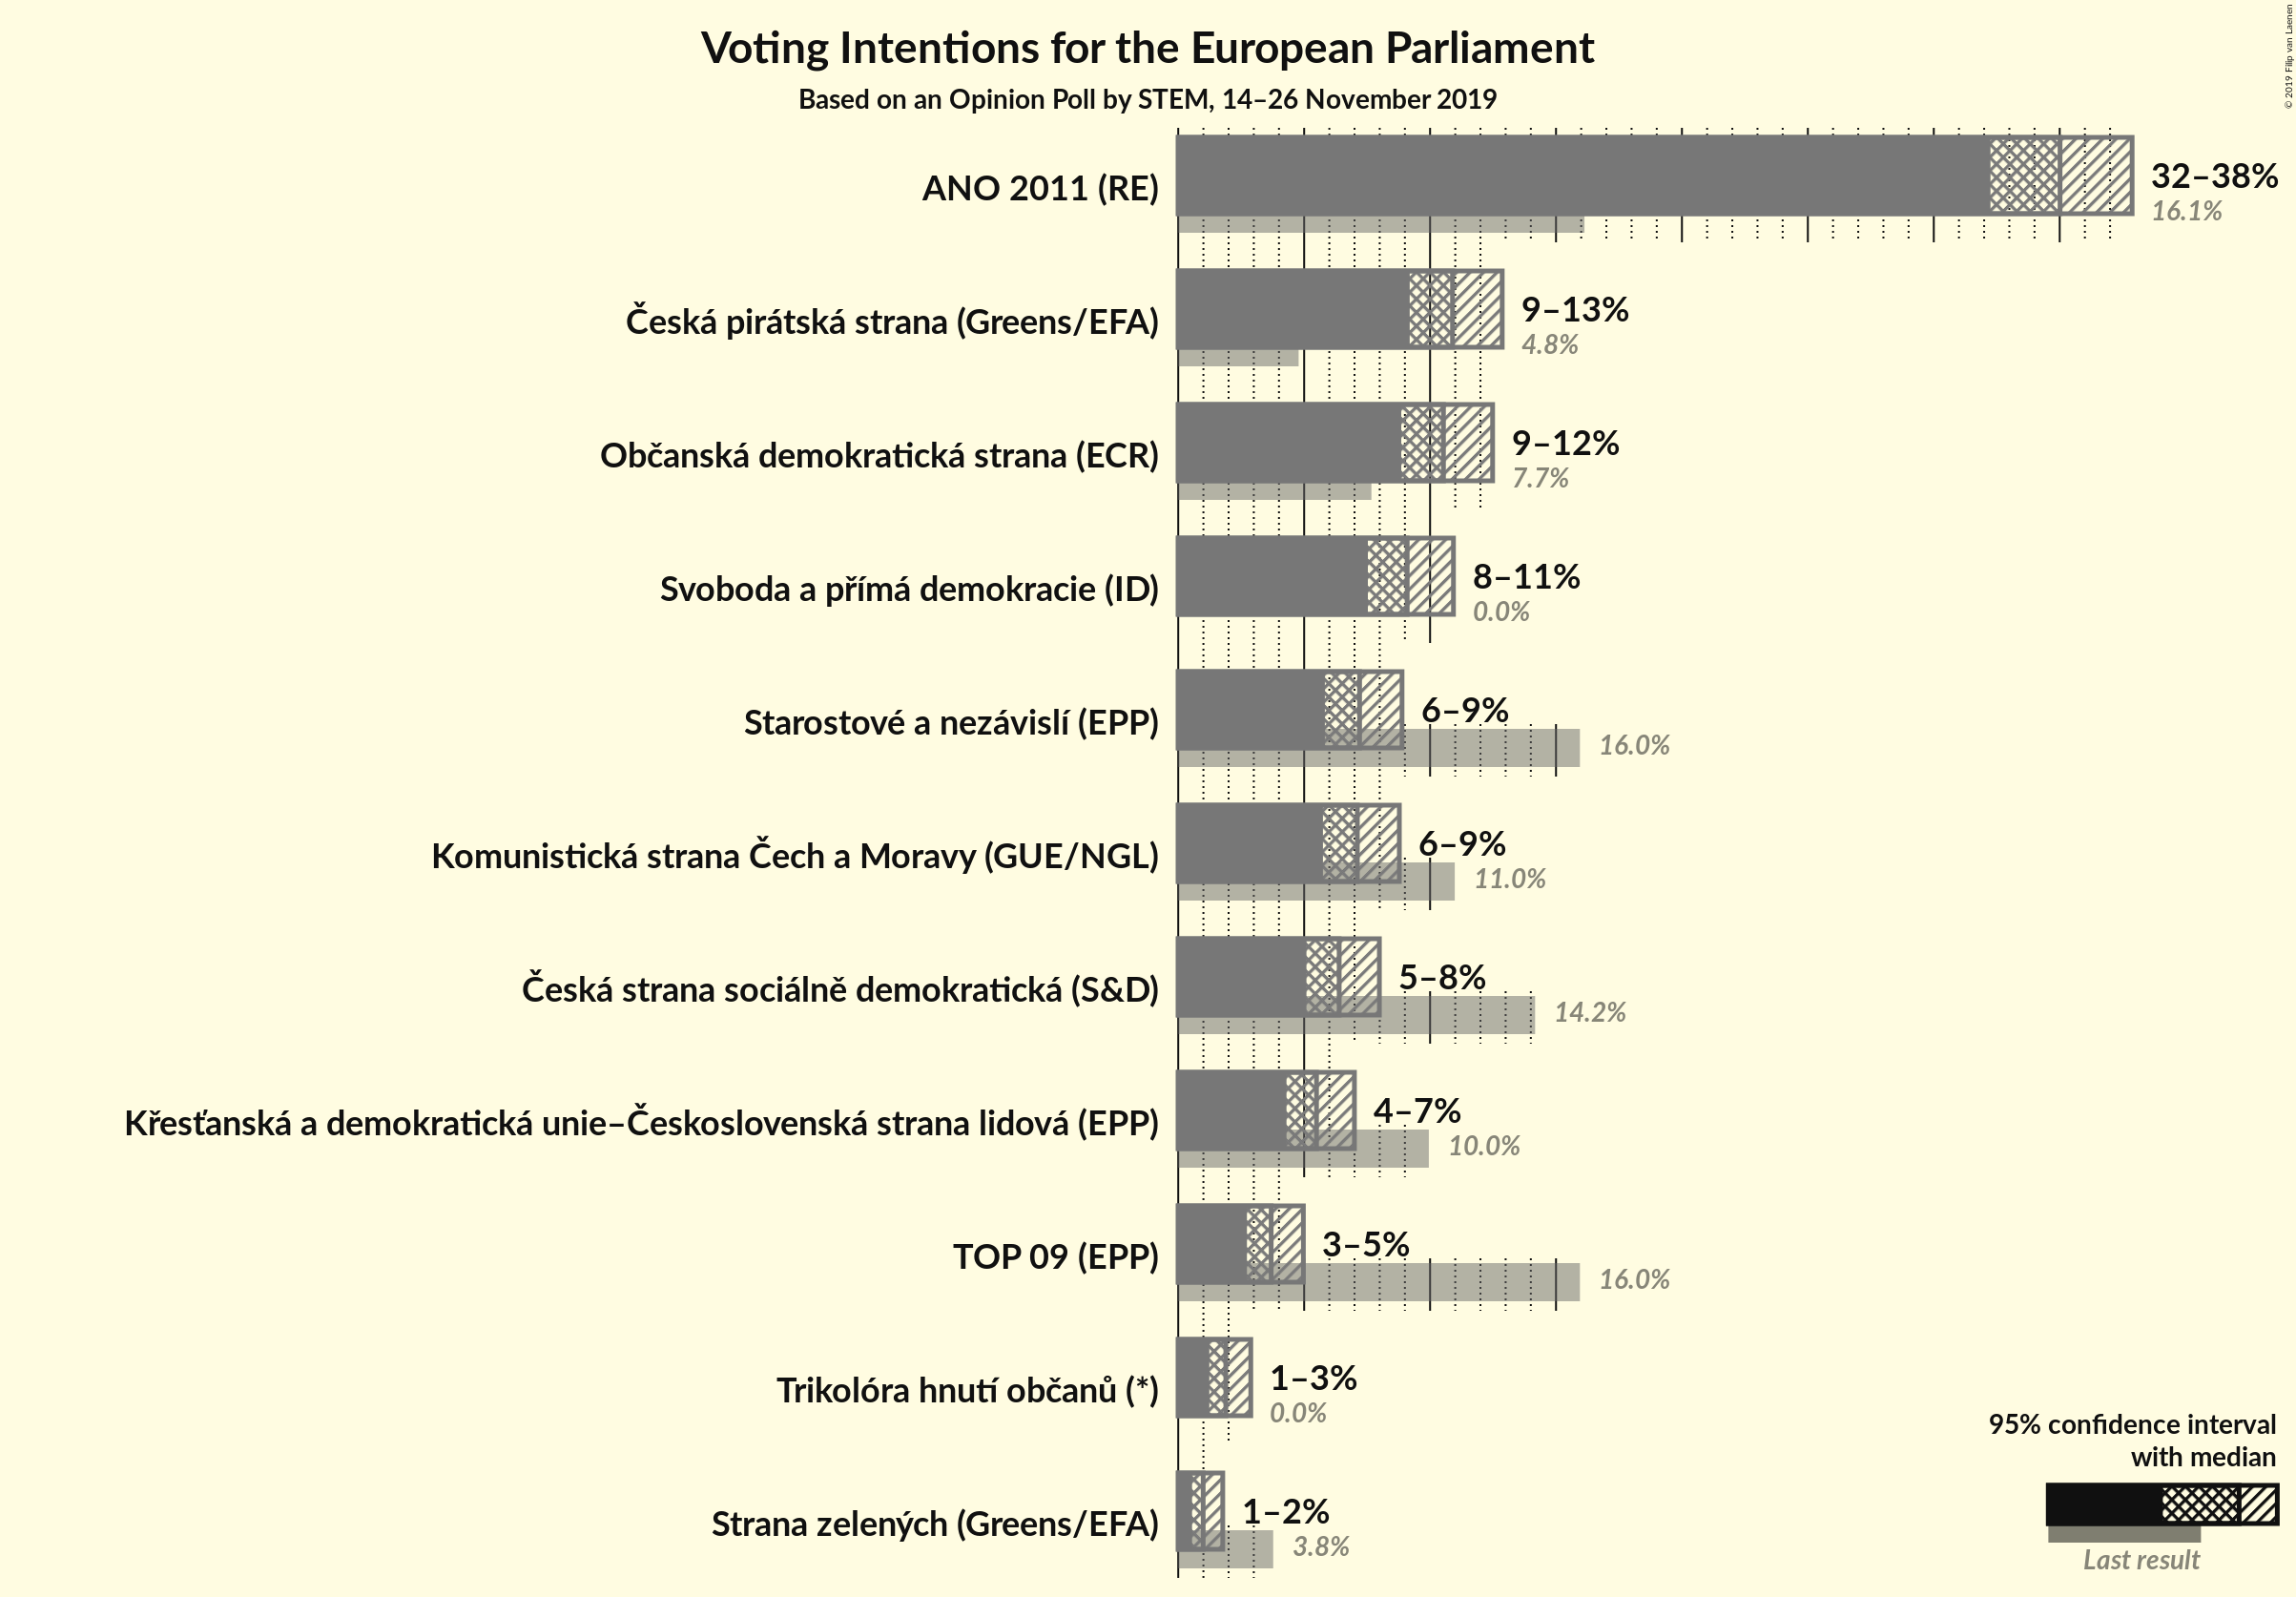 Voting Intentions for the European Parliament
Based on an Opinion Poll by STEM, 14–26 November 2019
© 2019 Filip van Laenen
ANO 2011 (RE)
32–38%
16.1%
Česká pirátská strana (Greens/EFA)
9–13%
4.8%
Občanská demokratická strana (ECR)
9–12%
7.7%
Svoboda a přímá demokracie (ID)
8–11%
0.0%
Starostové a nezávislí (EPP)
6–9%
16.0%
Komunistická strana Čech a Moravy (GUE/NGL)
6–9%
11.0%
Česká strana sociálně demokratická (S&D)
5–8%
14.2%
Křesťanská a demokratická unie–Československá strana lidová (EPP)
4–7%
10.0%
TOP 09 (EPP)
3–5%
16.0%
Trikolóra hnutí občanů (*)
1–3%
0.0%
Strana zelených (Greens/EFA)
1–2%
3.8%
95% confidence interval
with median
Last result